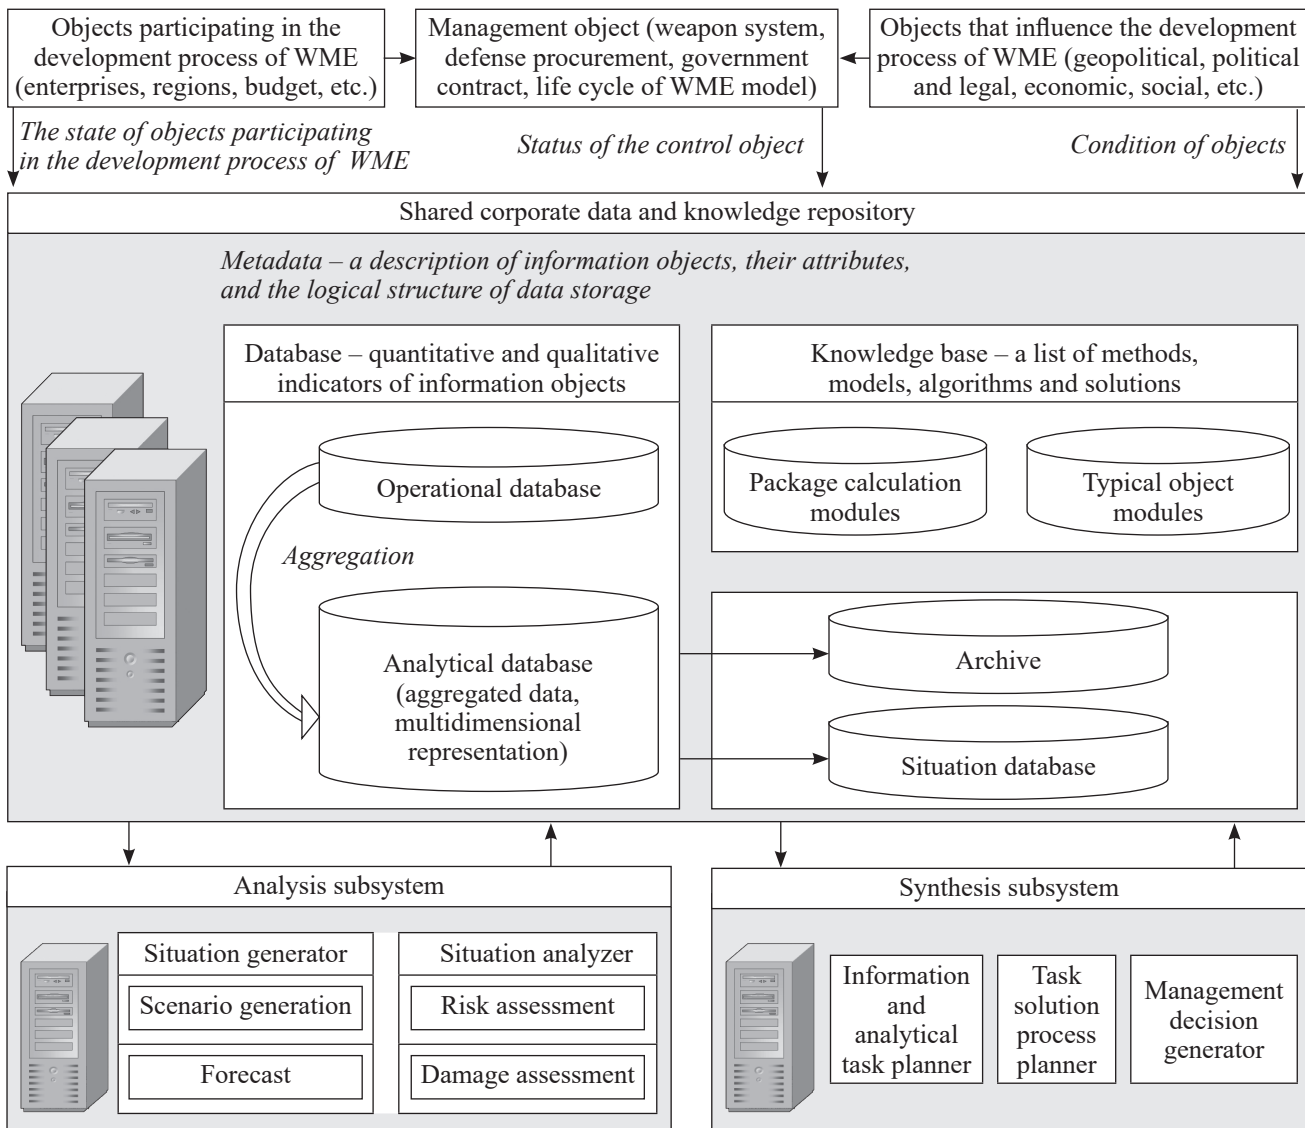 Objects participating in the
development process of WME
(enterprises, regions, budget, etc.)
Management object (weapon system,
defense procurement, government
contract, life cycle of WME model)
Objects that influence the development
process of WME (geopolitical, political
and legal, economic, social, etc.)
The state of objects participating
in the development process of WME
Status of the control object
Condition of objects
Shared corporate data and knowledge repository
Metadata – a description of information objects, their attributes,
and the logical structure of data storage
Database – quantitative and qualitative
indicators of information objects
Operational database
Aggregation
Analytical database
(aggregated data,
multidimensional
representation)
Knowledge base – a list of methods,
models, algorithms and solutions
Package calculation
modules
Typical object
modules
Archive
Situation database
Analysis subsystem
Situation generator
Scenario generation
Forecast
Situation analyzer
Risk assessment
Damage assessment
Synthesis subsystem
Information
and
analytical
task planner
Task
solution
process
planner
Management
decision
generator